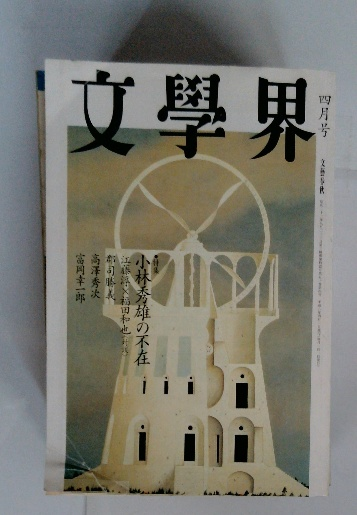 文學界
四月号
文藝春秋
●特集
小林秀雄の不在
江藤淳×福田和也
郡司勝義
高澤秀次
富岡幸一郎